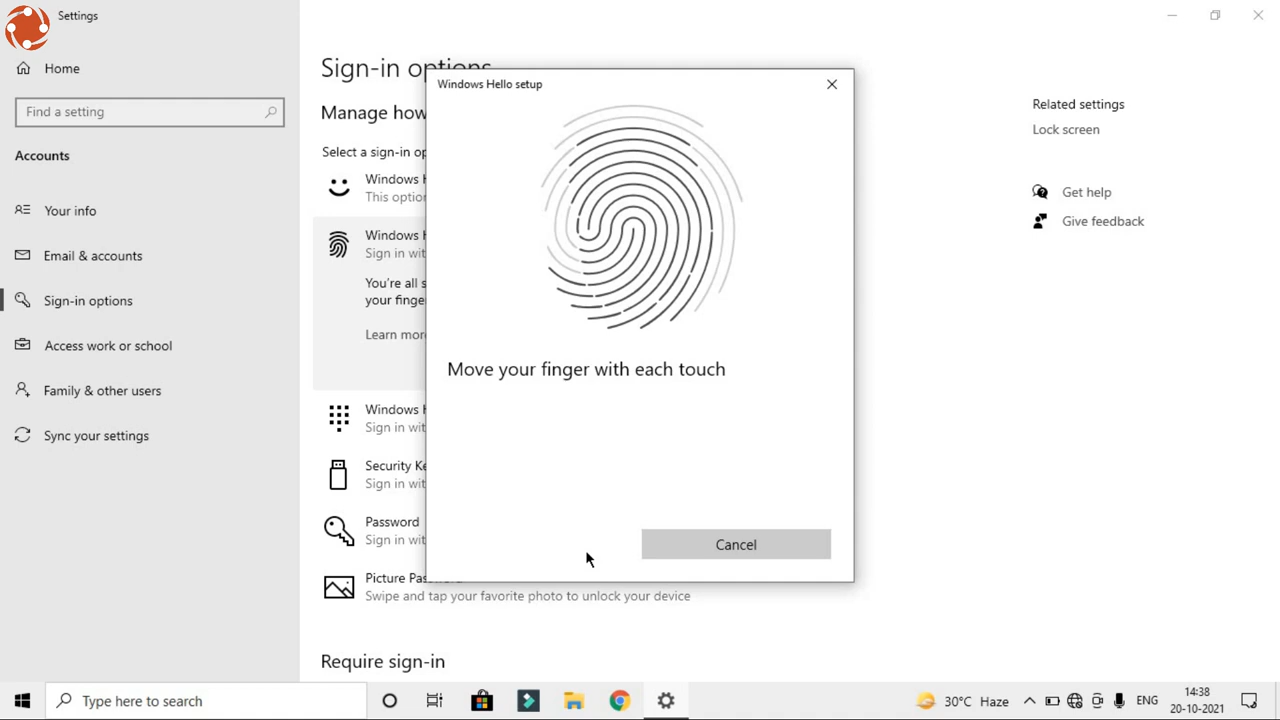 Settings
Home
Find a setting
Accounts
Your info
Email & accounts
Sign-in options
Access work or school
Family & other users
Sync your settings
Sign-in options
Manage how
Select a sign-in op
Windows H
This option
Windows H
Sign in wit
You're all s
your finge
Learn more
Windows H
Sign in wit
Security Ke
Sign in wit
Password
Sign in wit
Picture Pas
Swipe and tap your favorite photo to unlock your device
Require sign-in
Windows Hello setup
Move your finger with each touch
Cancel
Related settings
Lock screen
Get help
Give feedback
Type here to search
30°C Haze
ENG
4:38
20-10-2021